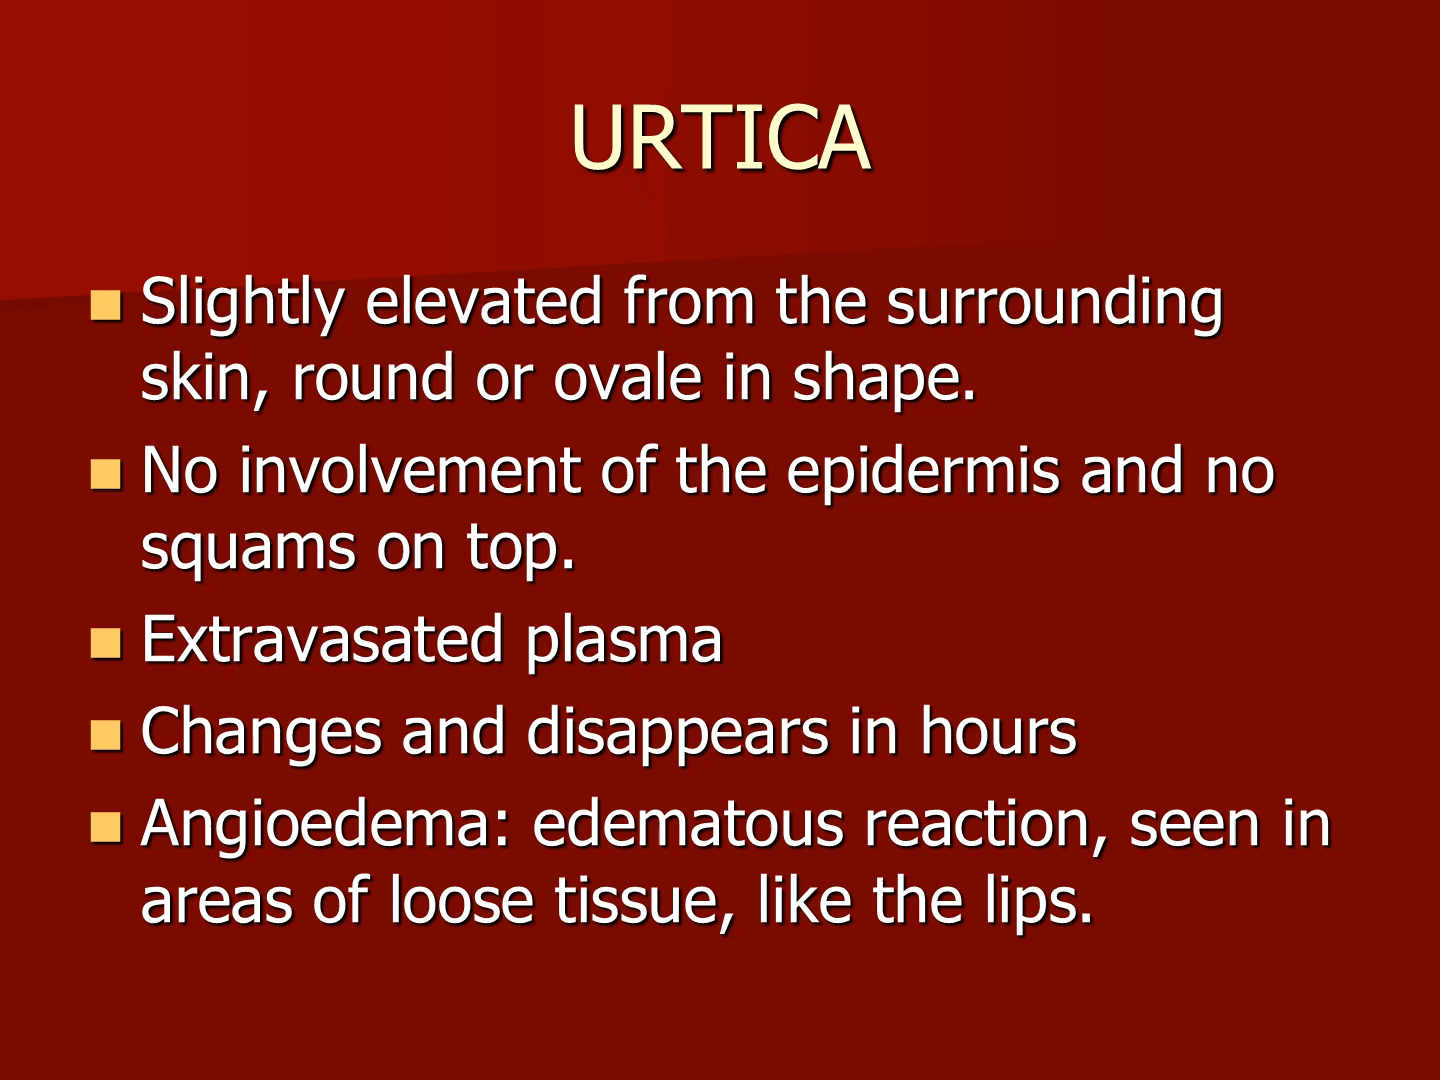 URTICA
Slightly elevated from the surrounding
skin, round or ovale in shape.
No involvement of the epidermis and no
squams on top.
Extravasated plasma
Changes and disappears in hours
Angioedema: edematous reaction, seen in
areas of loose tissue, like the lips.